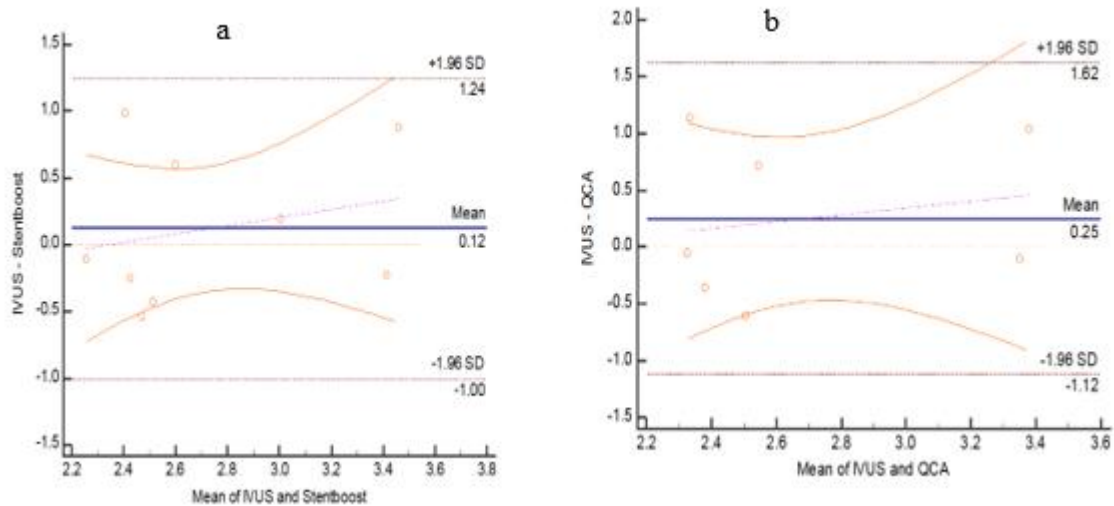 a
IVUS - Stentboost
1.5
1.0
0.5
0.0
-0.5
-1.0
-1.5
+1.96 SD
1.24
Mean
0.12
-1.96 SD
-1.00
2.2 2.4 2.6 2.8 3.0 3.2 3.4 3.6 3.8
Mean of IVUS and Stentboost
b
IVUS - QCA
2.0
1.5
1.0
0.5
0.0
-0.5
-1.0
-1.5
+1.96 SD
1.62
Mean
0.25
-1.96 SD
-1.12
2.2 2.4 2.6 2.8 3.0 3.2 3.4 3.6
Mean of IVUS and QCA